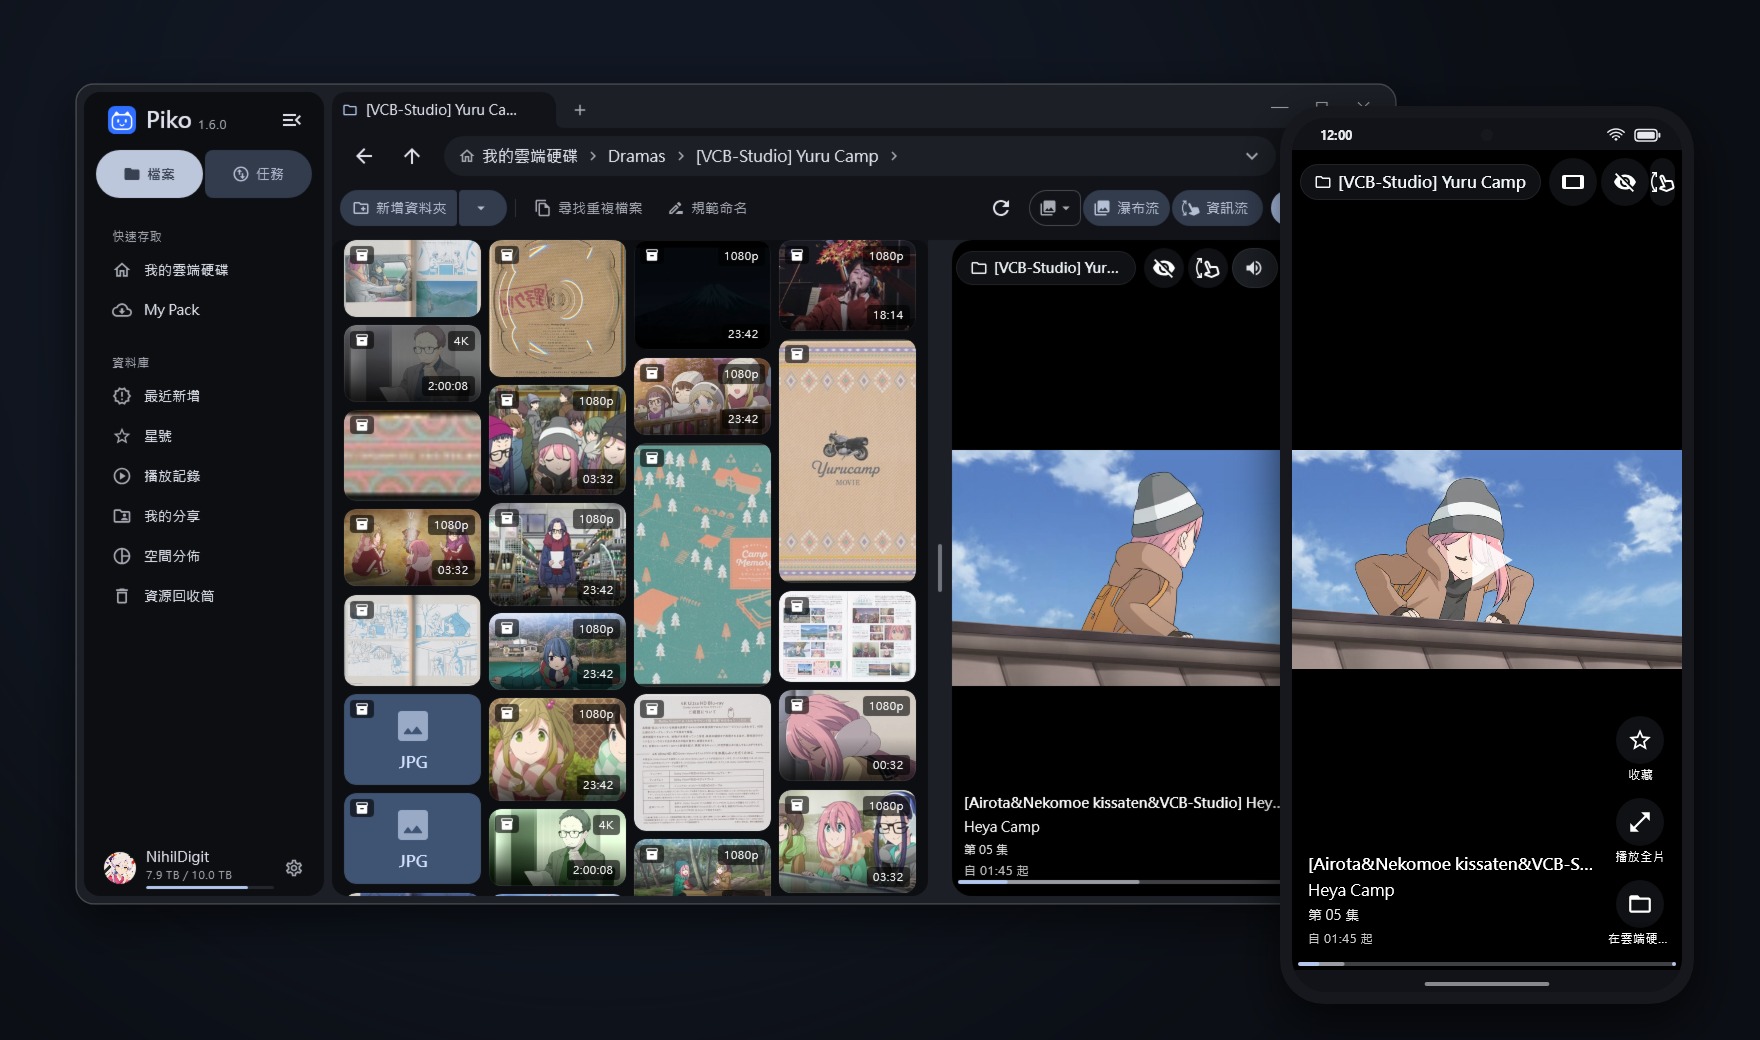 Piko 1.6.0
檔案
任務
快速存取
我的雲端硬碟
My Pack
資料庫
最近新增
星號
播放記錄
我的分享
空間分佈
資源回收筒
NihilDigit
7.9 TB / 10.0 TB
[VCB-Studio] Yuru Ca...
我的雲端硬碟
Dramas
[VCB-Studio] Yuru Camp
新增資料夾
尋找重複檔案
規範命名
瀑布流
資訊流
4K
2:00:08
1080p
03:32
JPG
JPG
1080p
03:32
1080p
23:42
1080p
23:42
1080p
23:42
4K
2:00:08
1080p
23:42
1080p
23:42
Camp
Memory
1080p
1080p
18:14
Yurucamp
MOVIE
1080p
00:32
1080p
03:32
[VCB-Studio] Yur...
[Airota&Nekomoe kissaten&VCB-Studio] Hey...
Heya Camp
第 05 集
自 01:45 起
12:00
[VCB-Studio] Yuru Camp
收藏
播放全片
在雲端硬...
[Airota&Nekomoe kissaten&VCB-S...
Heya Camp
第 05 集
自 01:45 起